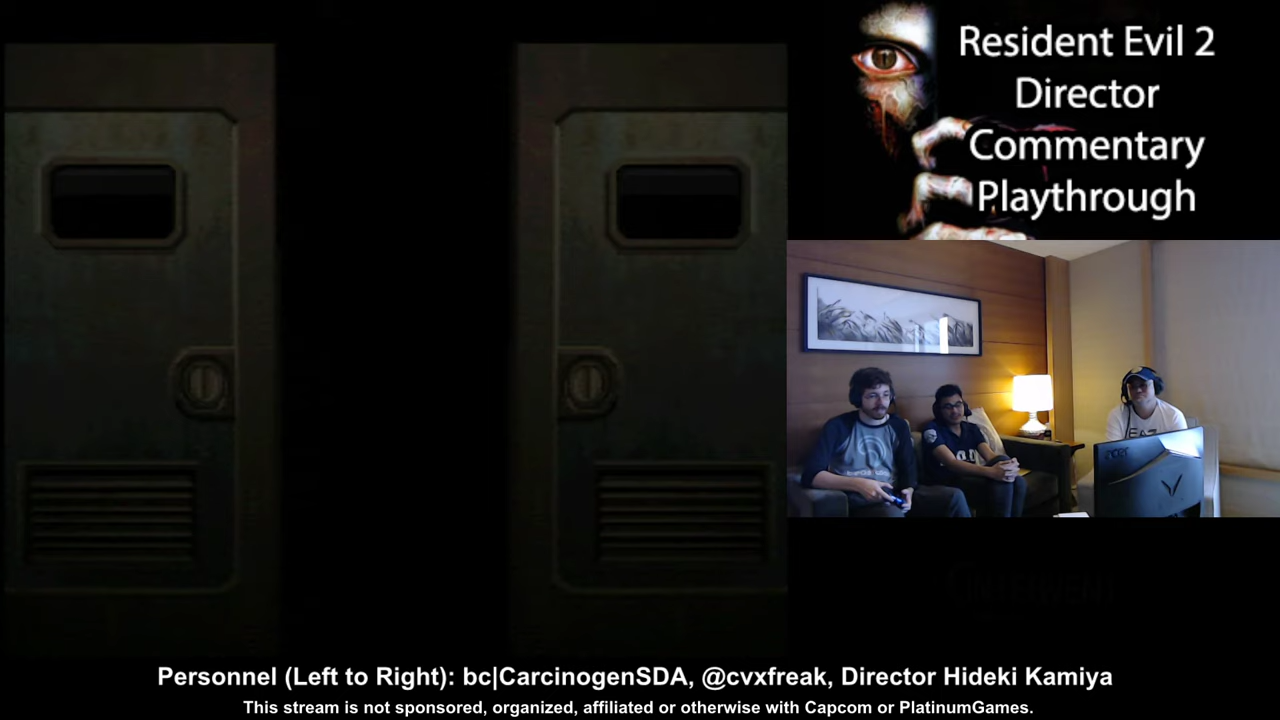 Resident Evil 2
Director
Commentary
Playthrough
acer
Personnel (Left to Right): bc|CarcinogenSDA, @cvxfreak, Director Hideki Kamiya
This stream is not sponsored, organized, affiliated or otherwise with Capcom or PlatinumGames.